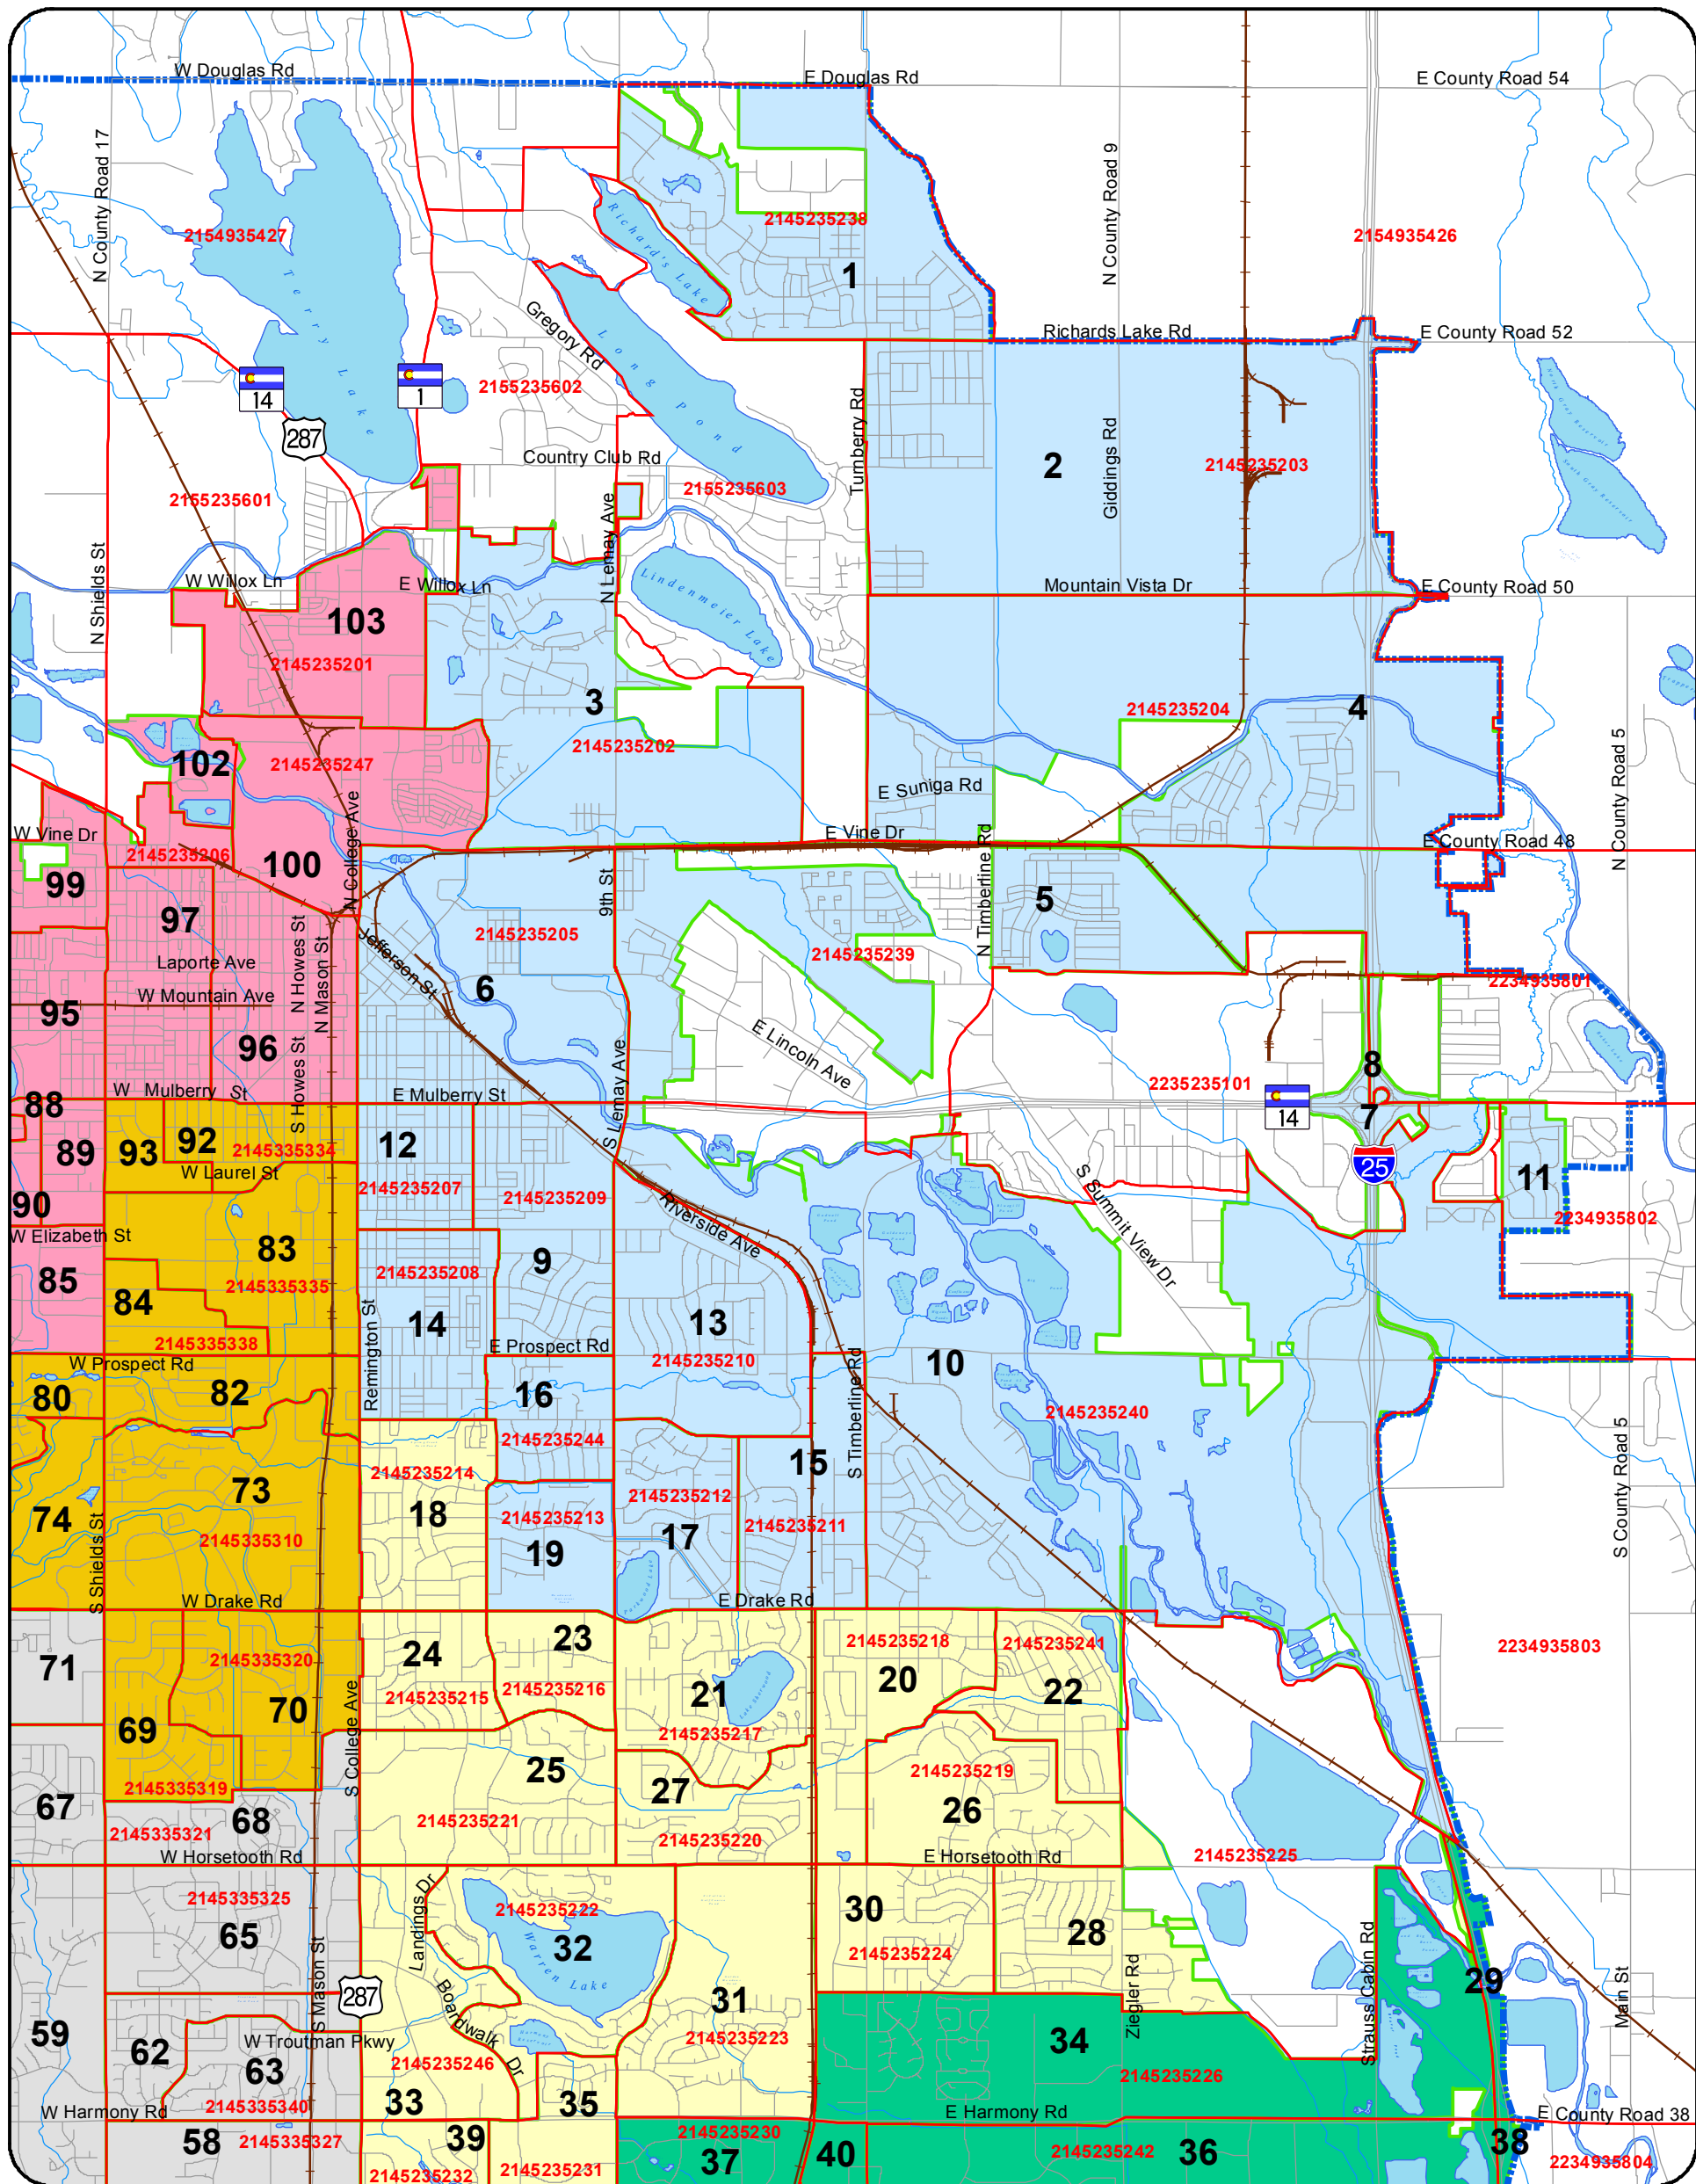 W Douglas Rd
E Douglas Rd
E County Road 54
N County Road 17
N County Road 9
2154935427
2145235238
2154935426
Richard's Lake
1
Terry Lake
Richards Lake Rd
E County Road 52
Gregory Rd
Long Pond
14
1
287
2155235602
Turnberry Rd
Giddings Rd
Country Club Rd
2
2145235203
2155235601
2155235603
N Lemay Ave
N Shields St
W Willox Ln
E Willox Ln
Lindenmeier Lake
Mountain Vista Dr
E County Road 50
103
2145235201
3
2145235202
2145235204
4
N County Road 5
102
2145235247
E Suniga Rd
N College Ave
W Vine Dr
E Vine Dr
E County Road 48
2145235206
100
99
97
9th St
N Timberline Rd
5
2145235205
2145235239
N Howes St
N Mason St
Jefferson St
Laporte Ave
W Mountain Ave
6
2234935801
95
96
E Lincoln Ave
S Howes St
S Lemay Ave
8
2235235101
W Mulberry St
E Mulberry St
88
14
7
93
92
2145335334
12
89
W Laurel St
25
11
2145235207
2145235209
S Summit View Dr
90
Riverside Ave
2234935802
W Elizabeth St
83
9
85
2145335335
2145235208
84
14
13
Remington St
2145335338
E Prospect Rd
2145235210
W Prospect Rd
10
80
82
16
S Timberline Rd
2145235240
2145235244
15
2145235214
S County Road 5
73
74
18
2145235212
2145235213
2145235211
17
2145335310
19
S Shields St
W Drake Rd
E Drake Rd
71
24
23
2145235218
2145235241
2234935803
2145335320
20
22
70
2145235215
2145235216
21
Lake Sherwood
69
2145235217
S College Ave
25
27
2145235219
2145335319
67
68
26
2145335321
2145235221
2145235220
W Horsetooth Rd
E Horsetooth Rd
2145235225
2145335325
Landings Dr
2145235222
30
65
32
28
Warren Lake
2145235224
S Mason St
287
29
Boardwalk Dr
31
Ziegler Rd
Strauss Cabin Rd
Main St
59
62
W Troutman Pkwy
2145235223
34
63
2145235246
2145235226
33
35
2145335340
W Harmony Rd
E Harmony Rd
E County Road 38
58
2145335327
39
2145235230
37
40
2145235242
36
38
2145235232
2145235231
2234935804